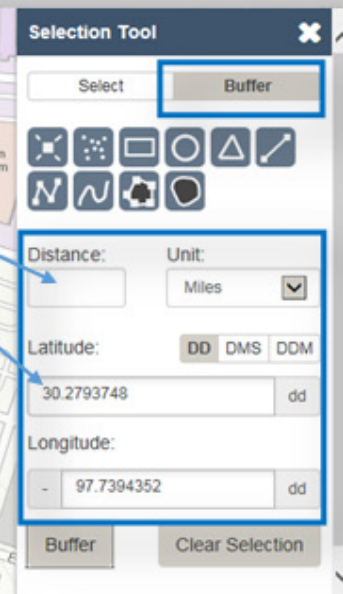 Selection Tool
Select Buffer
Distance: Unit:
Miles
Latitude: DD DMS DDM
30.2793748 dd
Longitude:
- 97.7394352 dd
Buffer Clear Selection